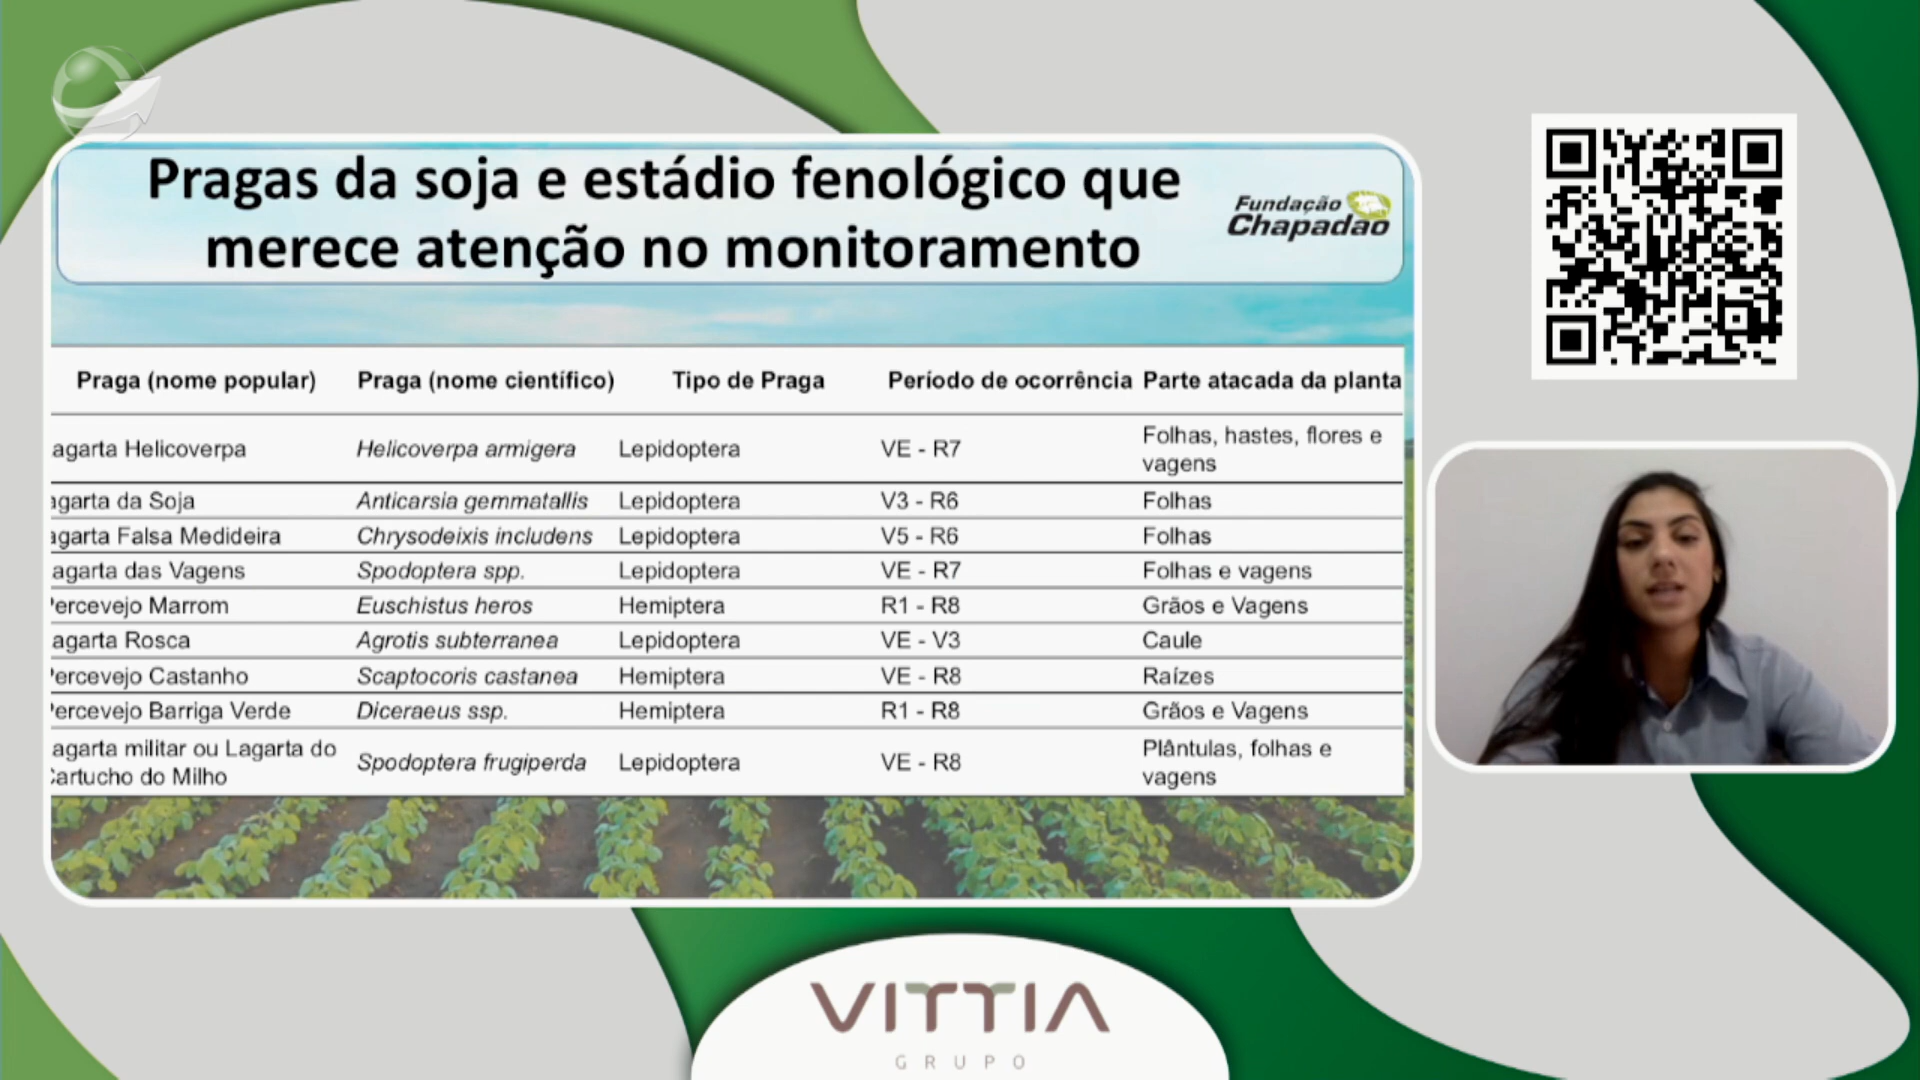 Pragas da soja e estádio fenológico que
merece atenção no monitoramento
Fundação
Chapadão
Praga (nome popular) Praga (nome científico) Tipo de Praga Período de ocorrência Parte atacada da planta
agarta Helicoverpa Helicoverpa armigera Lepidoptera VE - R7 Folhas, hastes, flores e
vagens
agarta da Soja Anticarsia gemmatallis Lepidoptera V3 - R6 Folhas
agarta Falsa Medideira Chrysodeixis includens Lepidoptera V5 - R6 Folhas
agarta das Vagens Spodoptera spp. Lepidoptera VE - R7 Folhas e vagens
Percevejo Marrom Euschistus heros Hemiptera R1 - R8 Grãos e Vagens
agarta Rosca Agrotis subterranea Lepidoptera VE - V3 Caule
Percevejo Castanho Scaptocoris castanea Hemiptera VE - R8 Raízes
Percevejo Barriga Verde Diceraeus ssp. Hemiptera R1 - R8 Grãos e Vagens
agarta militar ou Lagarta do
Cartucho do Milho Spodoptera frugiperda Lepidoptera VE - R8 Plântulas, folhas e
vagens
VITTIA
GRUPO